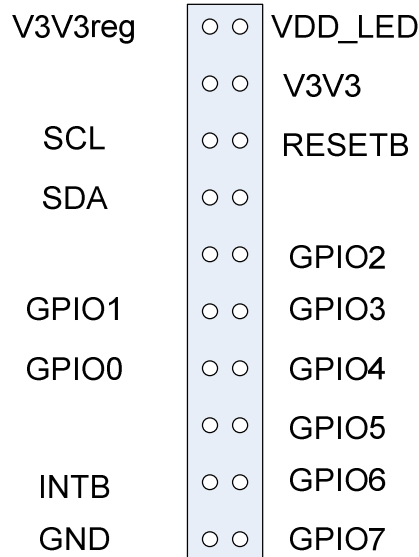 V3V3reg VDD_LED
V3V3
SCL RESETB
SDA
GPIO2
GPIO1 GPIO3
GPIO0 GPIO4
GPIO5
INTB GPIO6
GND GPIO7